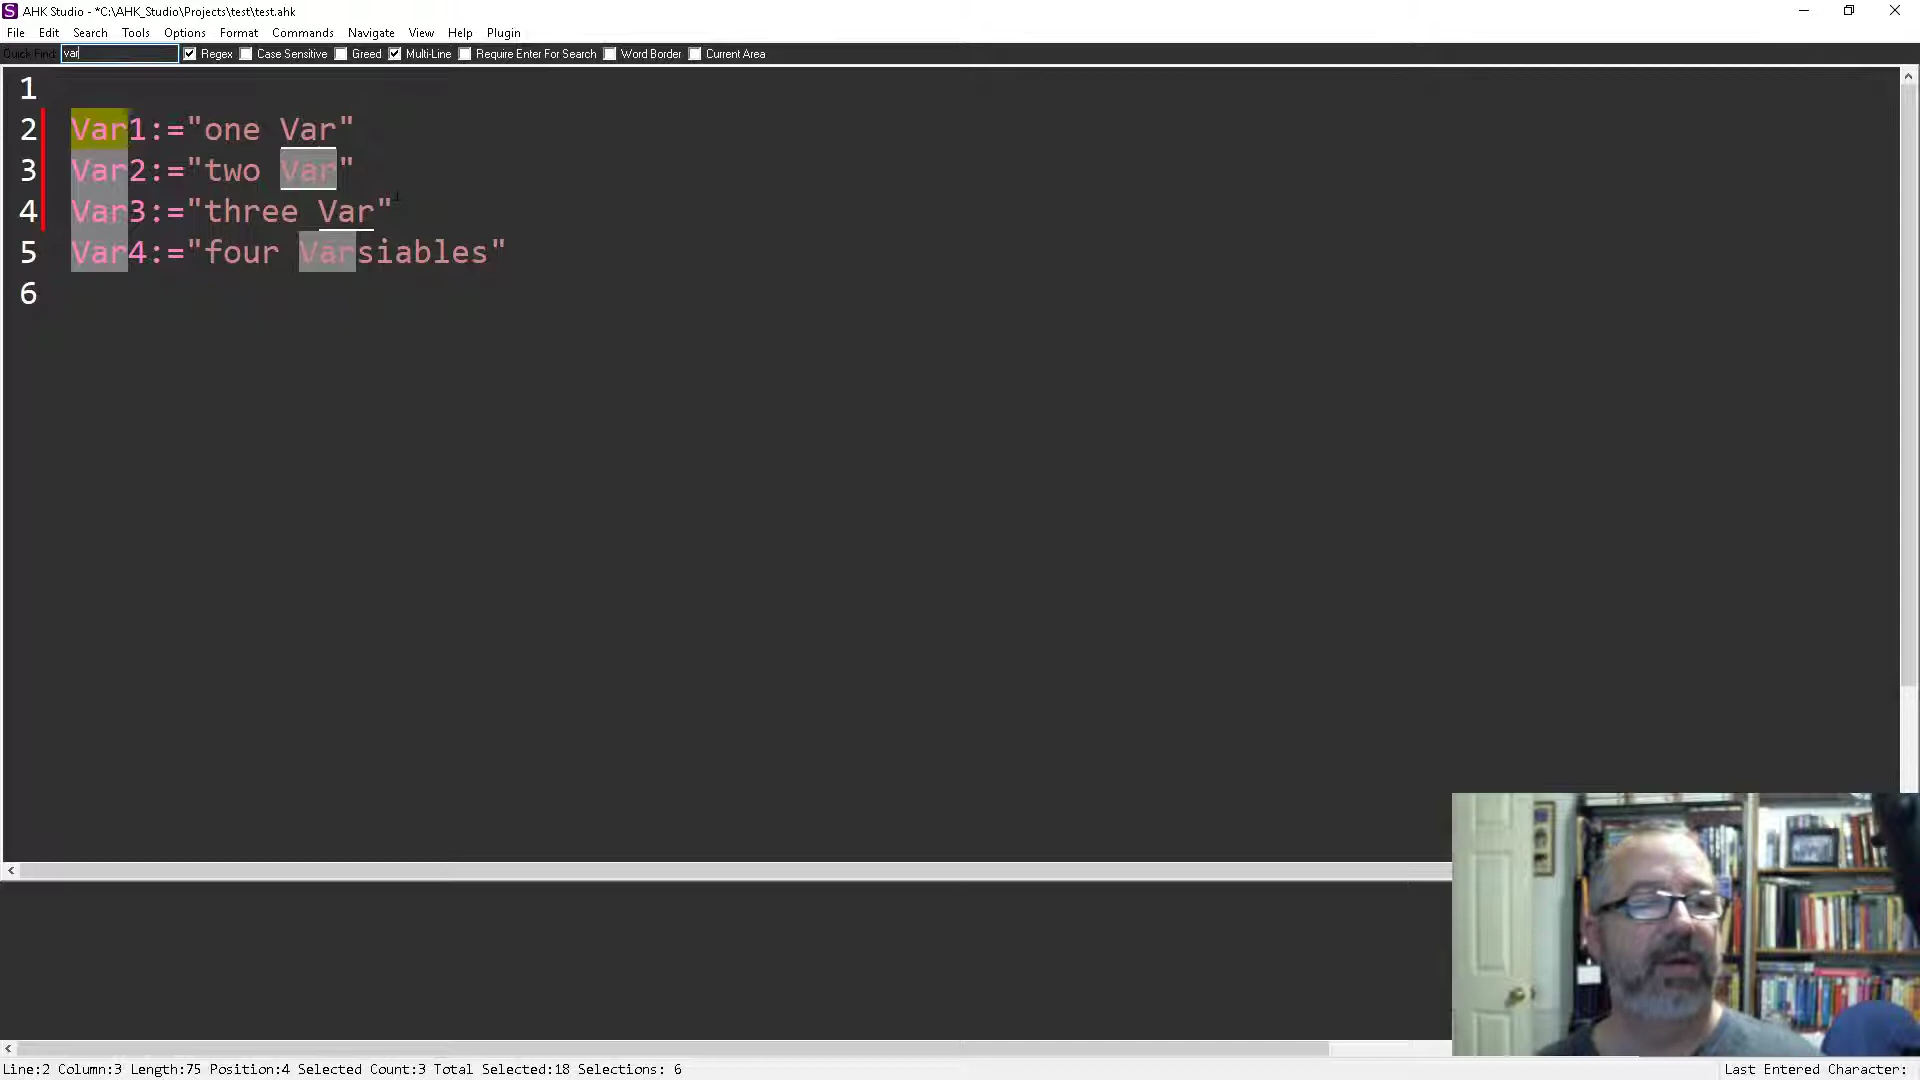 AHK Studio - *C:\AHK_Studio\Projects\test\test.ahk
File Edit Search Tools Options Format Commands Navigate View Help Plugin
Quick Find: var Regex Case Sensitive Greed Multi-Line Require Enter For Search Word Border Current Area
1
2 Var1:="one Var"
3 Var2:="two Var"
4 Var3:="three Var"
5 Var4:="four Varsiables"
6
Line:2 Column:3 Length:75 Position:4 Selected Count:3 Total Selected:18 Selections: 6 Last Entered Character: